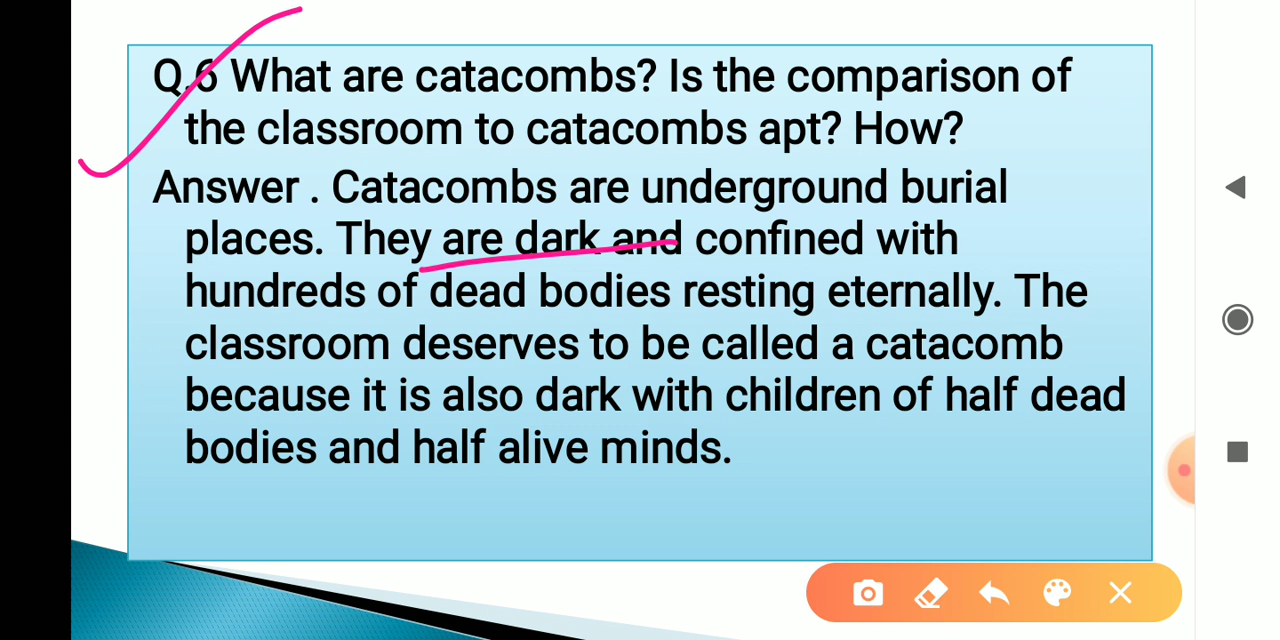 Q.6 What are catacombs? Is the comparison of
the classroom to catacombs apt? How?
Answer . Catacombs are underground burial
places. They are dark and confined with
hundreds of dead bodies resting eternally. The
classroom deserves to be called a catacomb
because it is also dark with children of half dead
bodies and half alive minds.